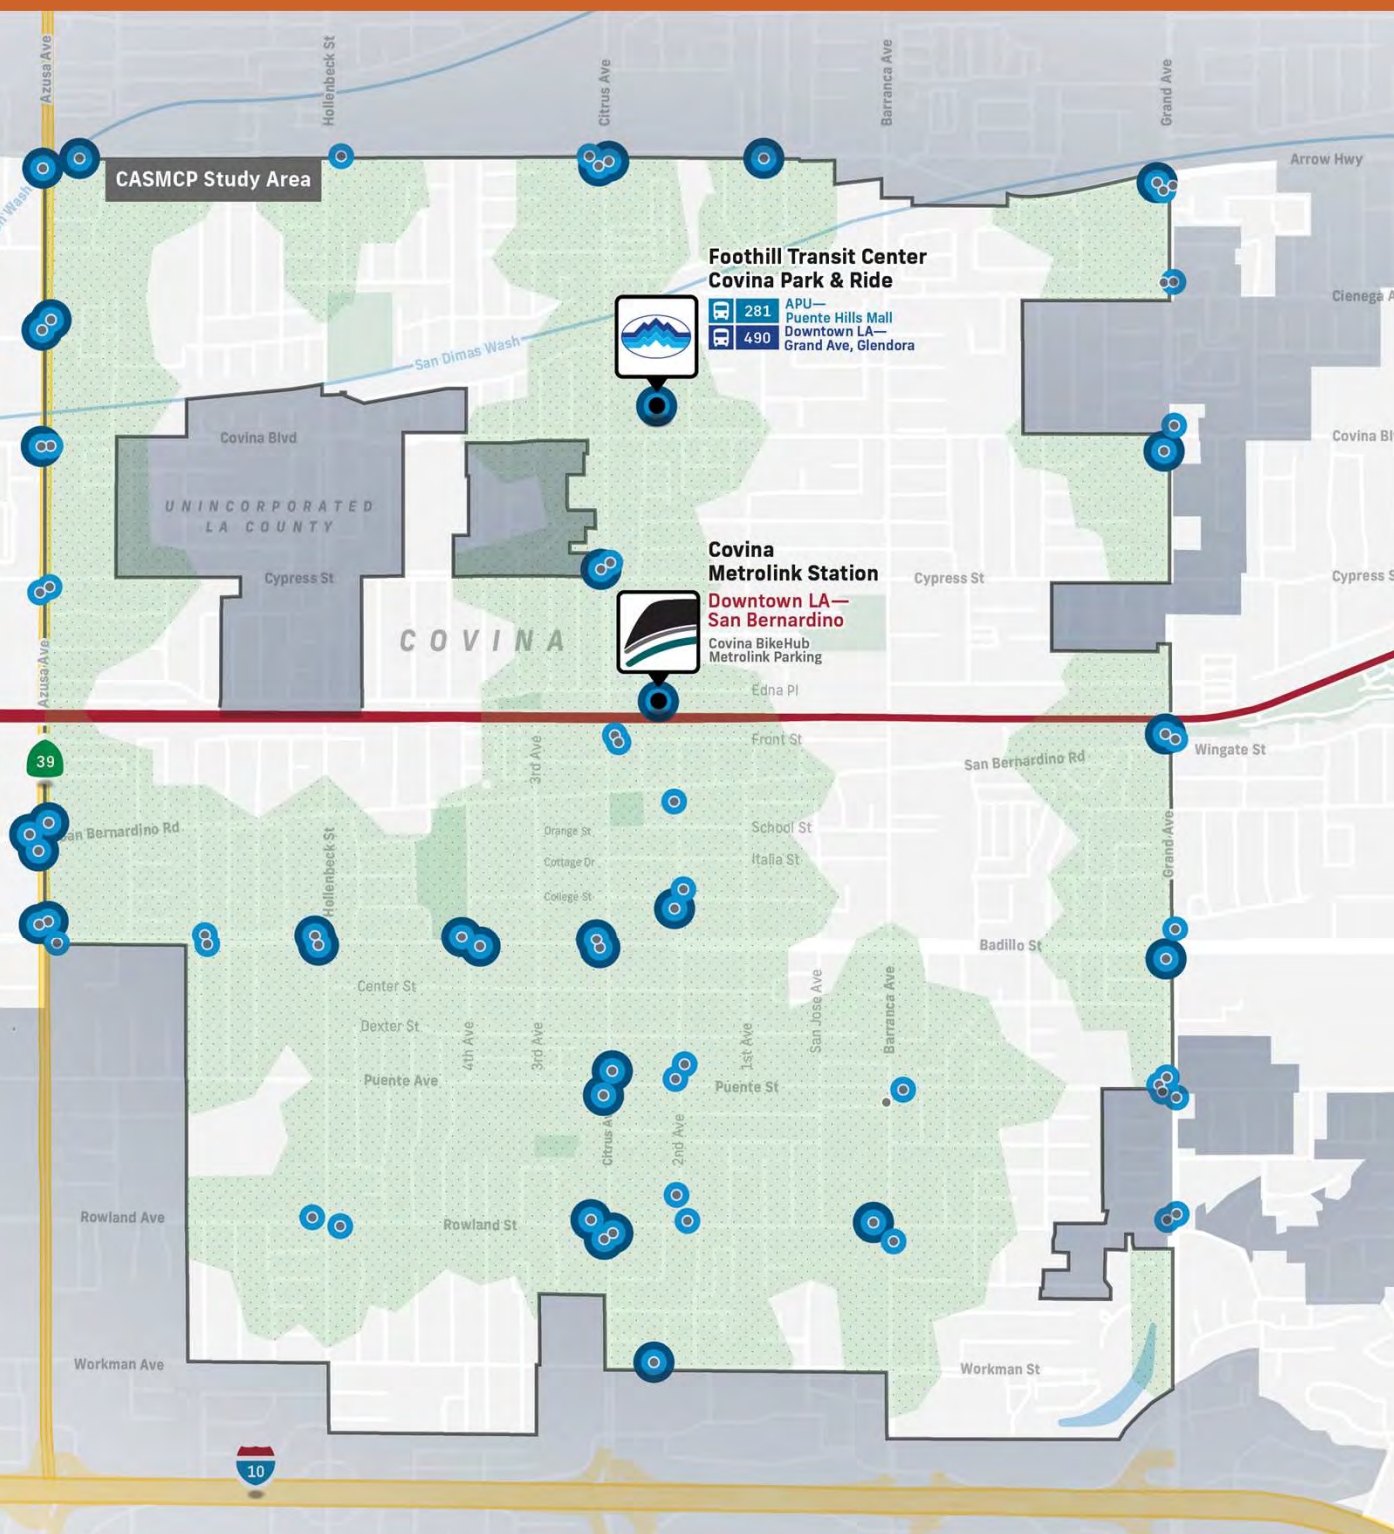 Azusa Ave
Hollenbeck St
Citrus Ave
Barranca Ave
Grand Ave
Arrow Hwy
CASMCP Study Area
Wash
Foothill Transit Center
Covina Park & Ride
281
APU—
Puente Hills Mall
490
Downtown LA—
Grand Ave, Glendora
Cienega A
San Dimas Wash
Covina Blvd
Covina Bl
UNINCORPORATED
LA COUNTY
Covina
Metrolink Station
Downtown LA—
San Bernardino
Covina BikeHub
Metrolink Parking
Cypress St
Cypress St
Cypress S
COVINA
Azusa Ave
Edna Pl
Front St
3rd Ave
San Bernardino Rd
Wingate St
39
San Bernardino Rd
Hollenbeck St
Orange St
School St
Cottage Dr
Italia St
College St
Grand Ave
Badillo St
Center St
San Jose Ave
Barranca Ave
Dexter St
4th Ave
3rd Ave
1st Ave
Puente Ave
Puente St
Citrus Av
2nd Ave
Rowland Ave
Rowland St
Workman Ave
Workman St
10